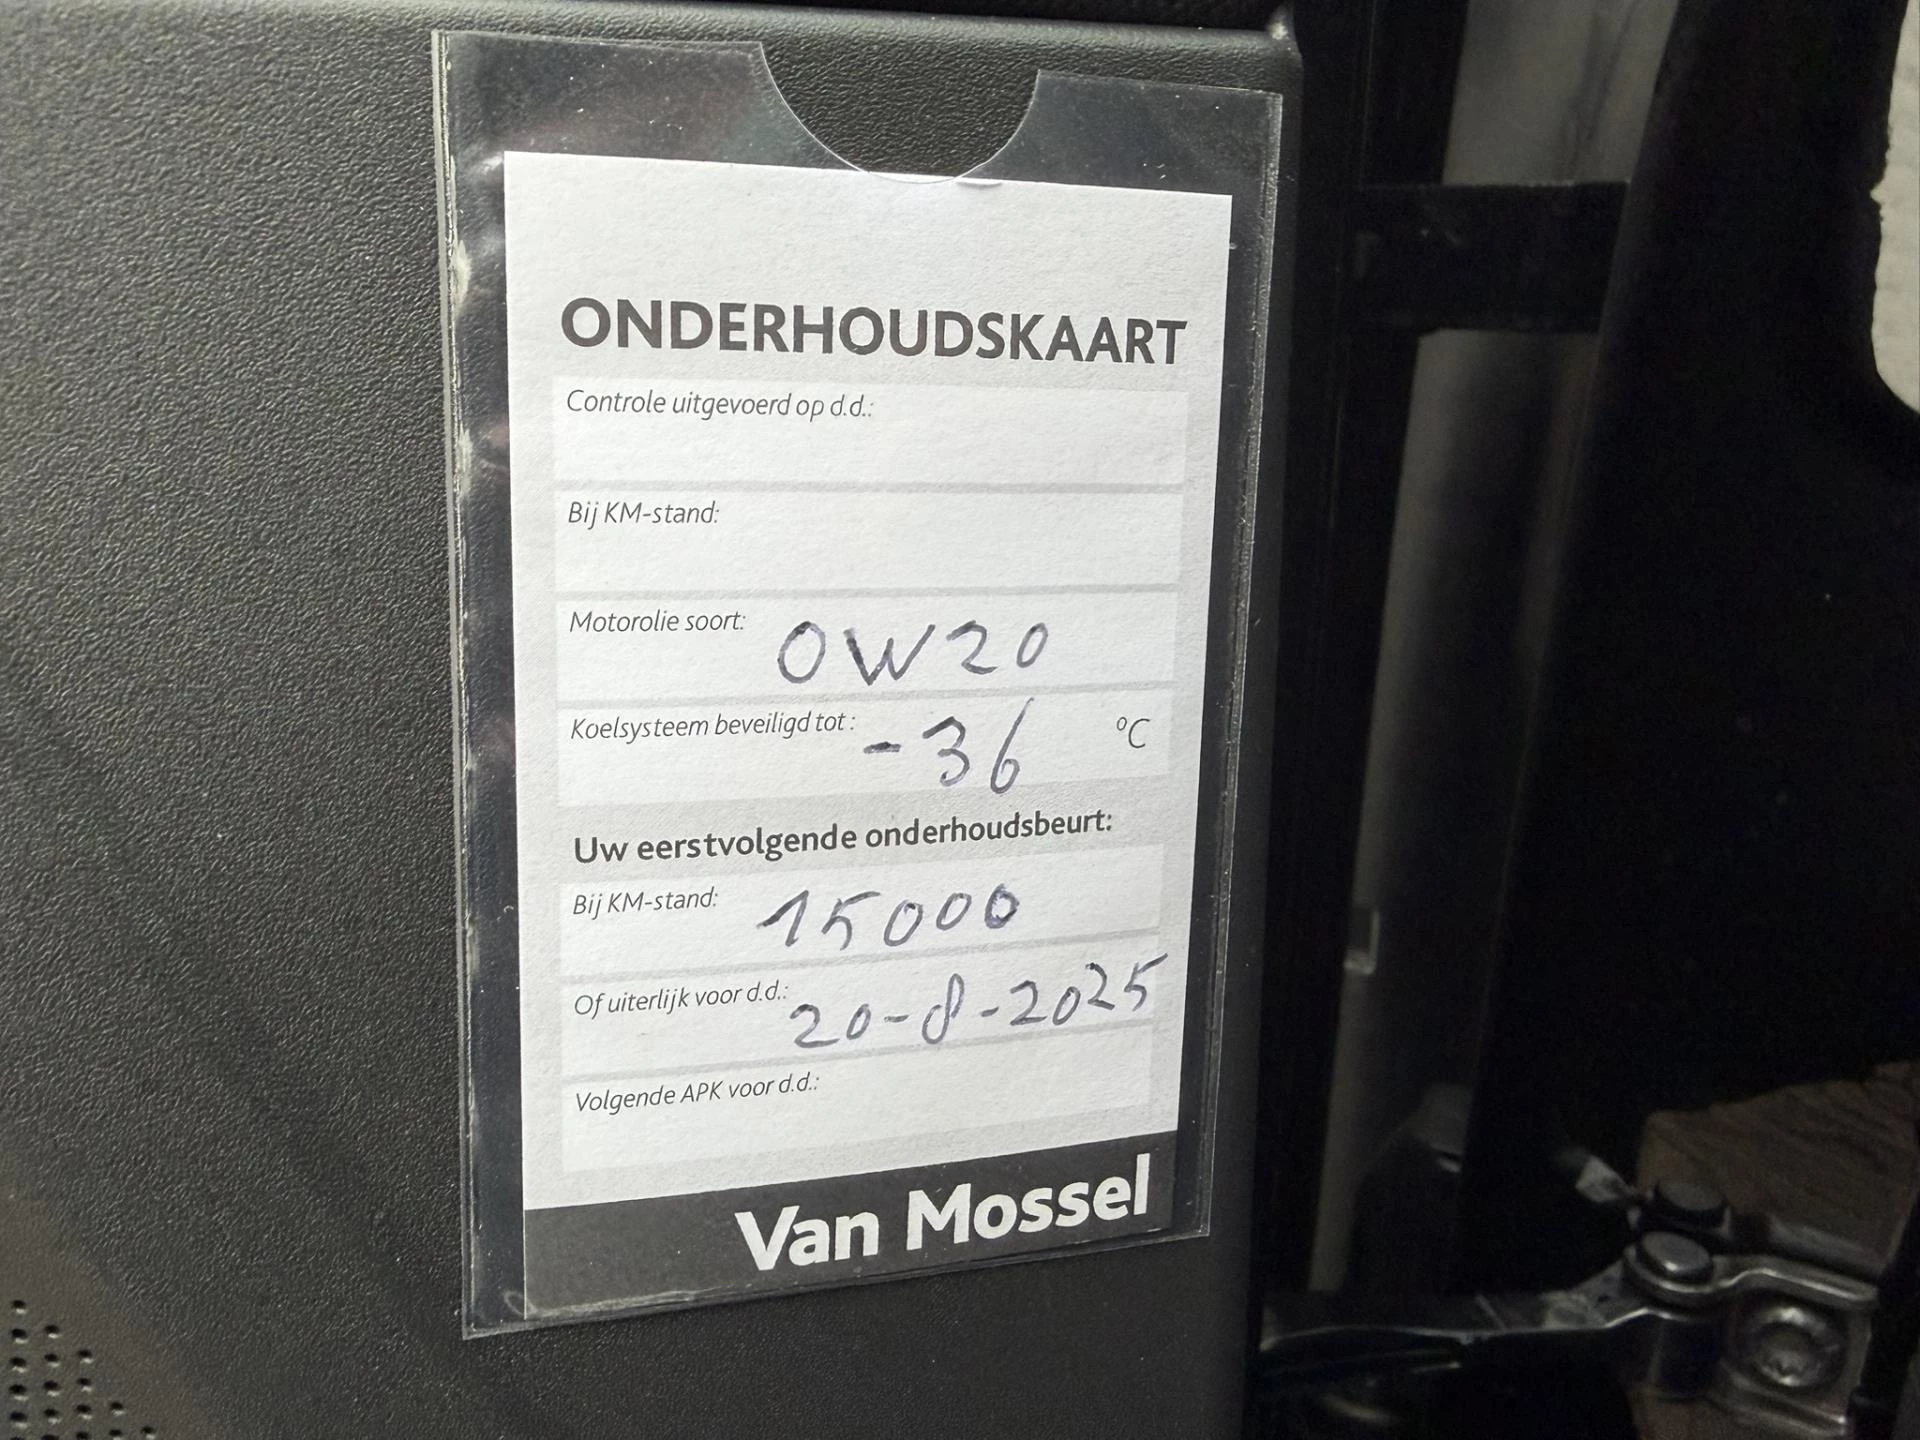 ONDERHOUDSKAART
Controle uitgevoerd op d.d.:
Bij KM-stand:
Motorolie soort: 0W20
Koelsysteem beveiligd tot: -36 °C
Uw eerstvolgende onderhoudsbeurt:
Bij KM-stand: 15000
Of uiterlijk voor d.d.: 20-8-2025
Volgende APK voor d.d.:
Van Mossel